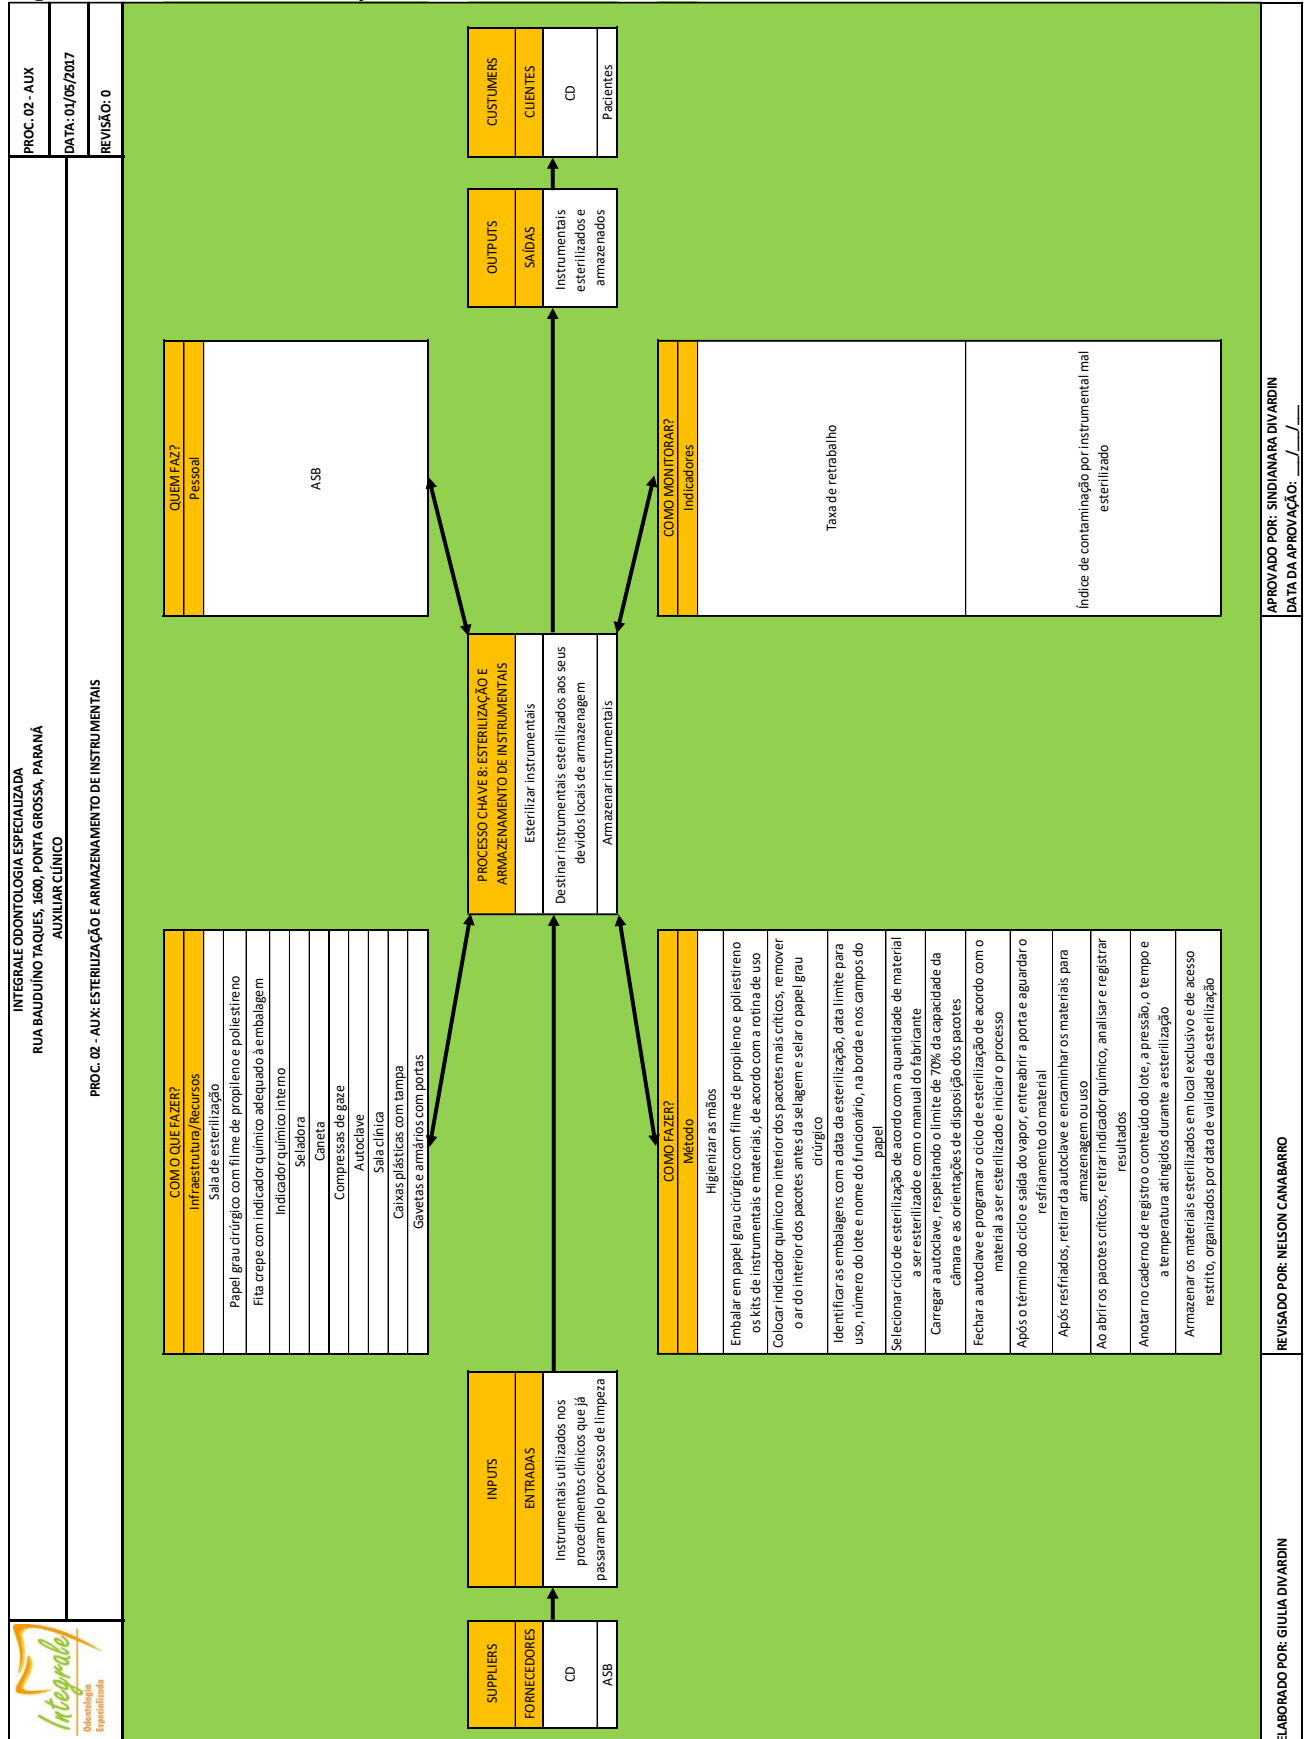 Integrale
Odontologia
Especializada
INTEGRALE ODONTOLOGIA ESPECIALIZADA
RUA BAUDUÍNO TAQUES, 1600, PONTA GROSSA, PARANÁ
AUXILIAR CLÍNICO
PROC. 02 - AUX: ESTERILIZAÇÃO E ARMAZENAMENTO DE INSTRUMENTAIS
PROC. 02 - AUX
DATA: 01/05/2017
REVISÃO: 0
COM O QUE FAZER?
Infraestrutura/Recursos
Sala de esterilização
Papel grau cirúrgico com filme de propileno e poliestireno
Fita crepe com indicador químico adequado à embalagem
Indicador químico interno
Seladora
Caneta
Compressas de gaze
Autoclave
Sala clínica
Caixas plásticas com tampa
Gavetas e armários com portas
QUEM FAZ?
Pessoal
ASB
SUPPLIERS
FORNECEDORES
CD
ASB
INPUTS
ENTRADAS
Instrumentais utilizados nos
procedimentos clínicos que já
passaram pelo processo de limpeza
PROCESSO CHAVE 8: ESTERILIZAÇÃO E
ARMAZENAMENTO DE INSTRUMENTAIS
Esterilizar instrumentais
Destinar instrumentais esterilizados aos seus
devidos locais de armazenagem
Armazenar instrumentais
OUTPUTS
SAÍDAS
Instrumentais
esterilizados e
armazenados
CUSTUMERS
CLIENTES
CD
Pacientes
COMO FAZER?
Método
Higienizar as mãos
Embalar em papel grau cirúrgico com filme de propileno e poliestireno
os kits de instrumentais e materiais, de acordo com a rotina de uso
Colocar indicador químico no interior dos pacotes mais críticos, remover
o ar do interior dos pacotes antes da selagem e selar o papel grau
cirúrgico
Identificar as embalagens com a data da esterilização, data limite para
uso, número do lote e nome do funcionário, na borda e nos campos do
papel
Selecionar ciclo de esterilização de acordo com a quantidade de material
a ser esterilizado e com o manual do fabricante
Carregar a autoclave, respeitando o limite de 70% da capacidade da
câmara e as orientações de disposição dos pacotes
Fechar a autoclave e programar o ciclo de esterilização de acordo com o
material a ser esterilizado e iniciar o processo
Após o término do ciclo e saída do vapor, entreabrir a porta e aguardar o
resfriamento do material
Após resfriados, retirar da autoclave e encaminhar os materiais para
armazenagem ou uso
Ao abrir os pacotes críticos, retirar indicador químico, analisar e registrar
resultados
Anotar no caderno de registro o conteúdo do lote, a pressão, o tempo e
a temperatura atingidos durante a esterilização
Armazenar os materiais esterilizados em local exclusivo e de acesso
restrito, organizados por data de validade da esterilização
COMO MONITORAR?
Indicadores
Taxa de retrabalho
Índice de contaminação por instrumental mal
esterilizado
ELABORADO POR: GIULIA DIVARDIN
REVISADO POR: NELSON CANABARRO
APROVADO POR: SINDIANARA DIVARDIN
DATA DA APROVAÇÃO: __/__/__